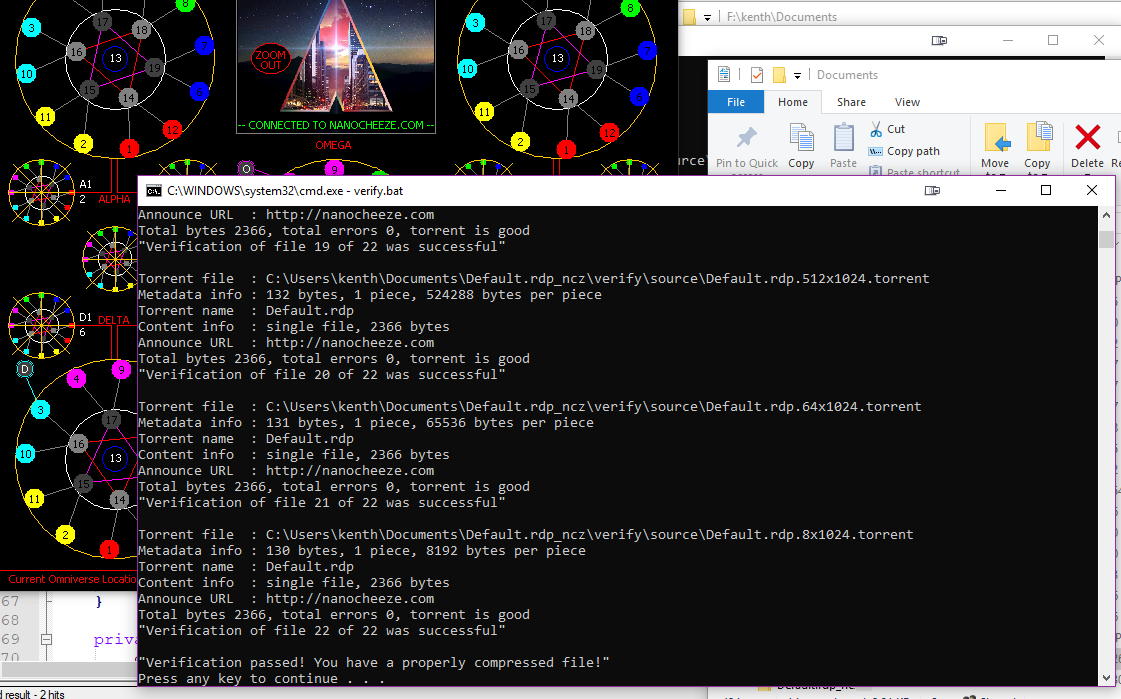 F:\kenth\Documents
Documents
File Home Share View
Pin to Quick Copy Paste Cut Copy path Paste shortcut Move Copy Delete
ZOOM
OUT
-- CONNECTED TO NANOCHEEZE.COM --
OMEGA
3 17 18 8 16 13 7 10 19 15 14 6 11 12 2 1
3 17 18 8 16 13 7 10 19 15 14 6 11 12 2 1
O 9
A1
2 ALPHA
D1
6 DELTA
D 4 9
3 17
16
10 13
15
11 14
2
1
Current Omniverse Locatio
67 }
68
69 priva
70
result - 2 hits
C:\WINDOWS\system32\cmd.exe - verify.bat
Announce URL  : http://nanocheeze.com
Total bytes 2366, total errors 0, torrent is good
"Verification of file 19 of 22 was successful"
Torrent file  : C:\Users\kenth\Documents\Default.rdp_ncz\verify\source\Default.rdp.512x1024.torrent
Metadata info : 132 bytes, 1 piece, 524288 bytes per piece
Torrent name  : Default.rdp
Content info  : single file, 2366 bytes
Announce URL  : http://nanocheeze.com
Total bytes 2366, total errors 0, torrent is good
"Verification of file 20 of 22 was successful"
Torrent file  : C:\Users\kenth\Documents\Default.rdp_ncz\verify\source\Default.rdp.64x1024.torrent
Metadata info : 131 bytes, 1 piece, 65536 bytes per piece
Torrent name  : Default.rdp
Content info  : single file, 2366 bytes
Announce URL  : http://nanocheeze.com
Total bytes 2366, total errors 0, torrent is good
"Verification of file 21 of 22 was successful"
Torrent file  : C:\Users\kenth\Documents\Default.rdp_ncz\verify\source\Default.rdp.8x1024.torrent
Metadata info : 130 bytes, 1 piece, 8192 bytes per piece
Torrent name  : Default.rdp
Content info  : single file, 2366 bytes
Announce URL  : http://nanocheeze.com
Total bytes 2366, total errors 0, torrent is good
"Verification of file 22 of 22 was successful"
"Verification passed! You have a properly compressed file!"
Press any key to continue . . .